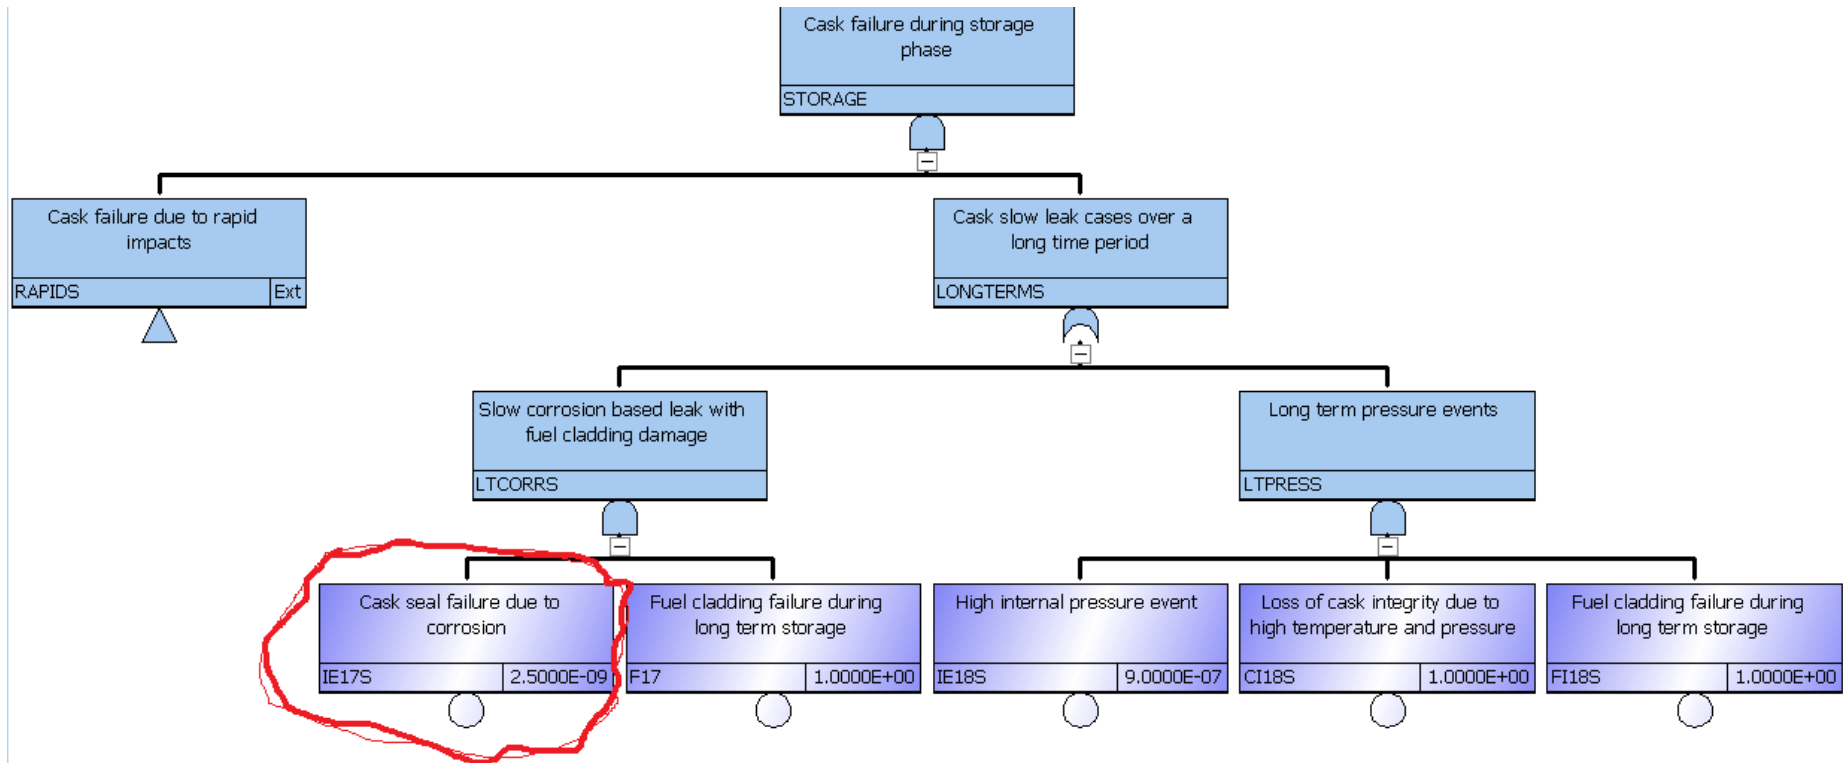 Cask failure during storage
phase
STORAGE
Cask failure due to rapid
impacts
RAPIDS
Ext
Cask slow leak cases over a
long time period
LONGTERMS
Slow corrosion based leak with
fuel cladding damage
LTCORRS
Long term pressure events
LTPRESS
Cask seal failure due to
corrosion
IE17S
2.5000E-09
Fuel cladding failure during
long term storage
F17
1.0000E+00
High internal pressure event
IE18S
9.0000E-07
Loss of cask integrity due to
high temperature and pressure
CI18S
1.0000E+00
Fuel cladding failure during
long term storage
FI18S
1.0000E+00